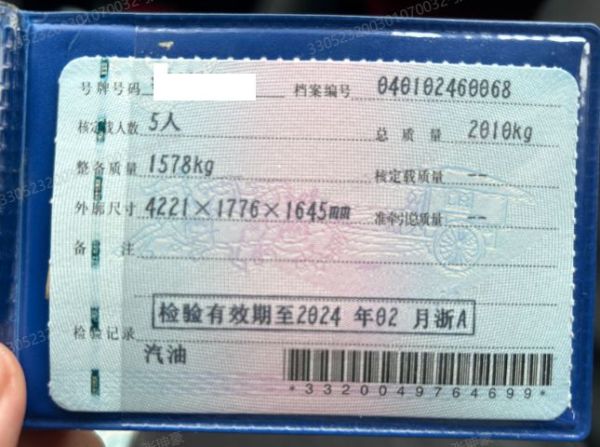 号牌号码 档案编号 040102460068
核定载人数 5人 总质量 2010kg
整备质量 1578kg 核定载质量 --
外廓尺寸 4221×1776×1645mm 准牵引总质量 --
备注
检验记录 检验有效期至2024年02月浙A
汽油
*3320049764699*